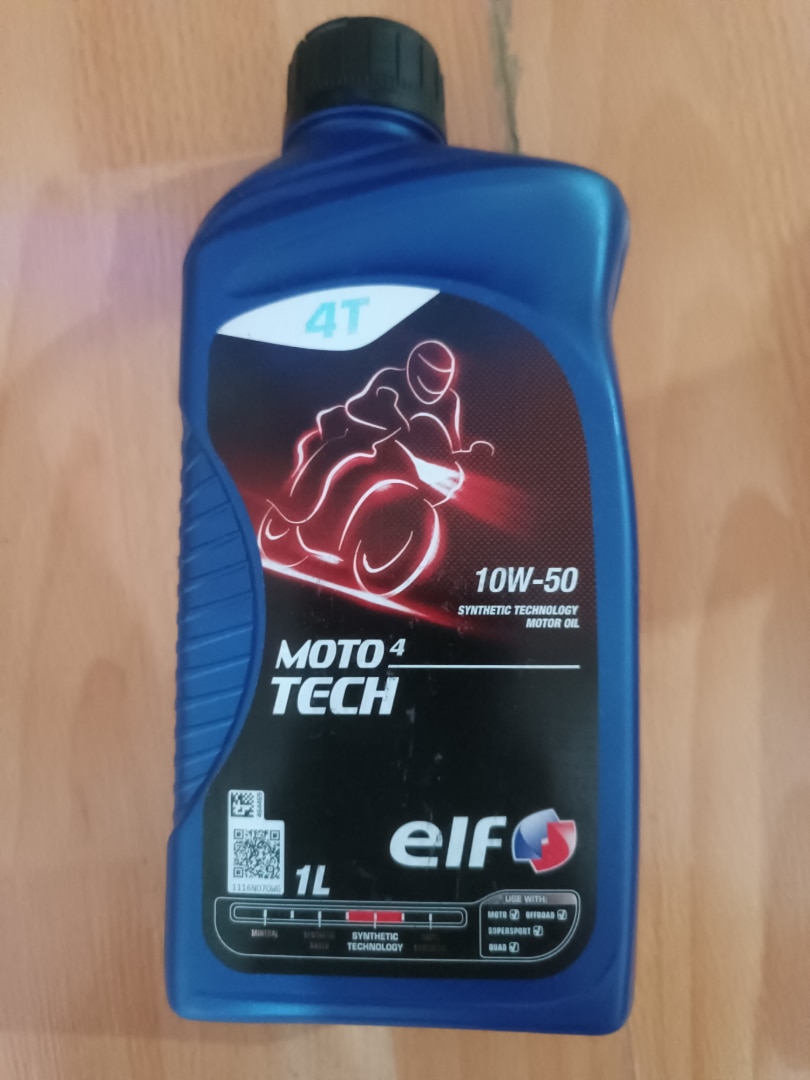 4T
10W-50
SYNTHETIC TECHNOLOGY
MOTOR OIL
MOTO 4
TECH
elf
1L
USE WITH:
MOTO OFFROAD
SUPERSPORT
QUAD
MINERAL
SYNTHETIC
TECHNOLOGY